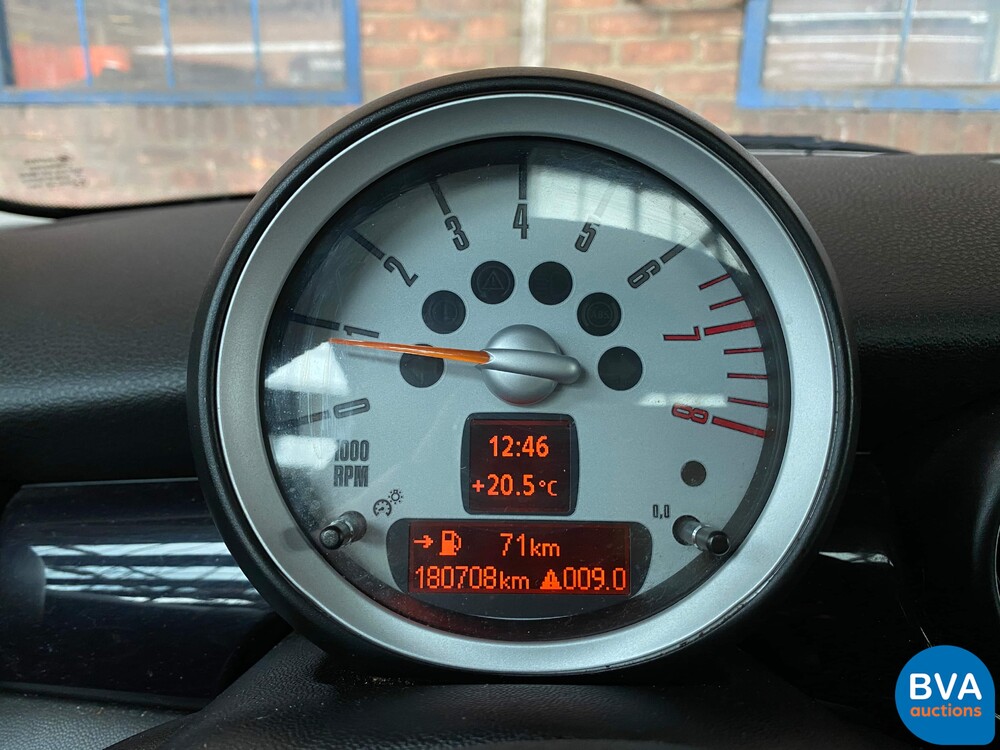 0
1
2
3
4
5
6
7
8
1000
RPM
12:46
+20.5°C
0,0
→ 71km
180708km ⚠009.0
BVA
auctions